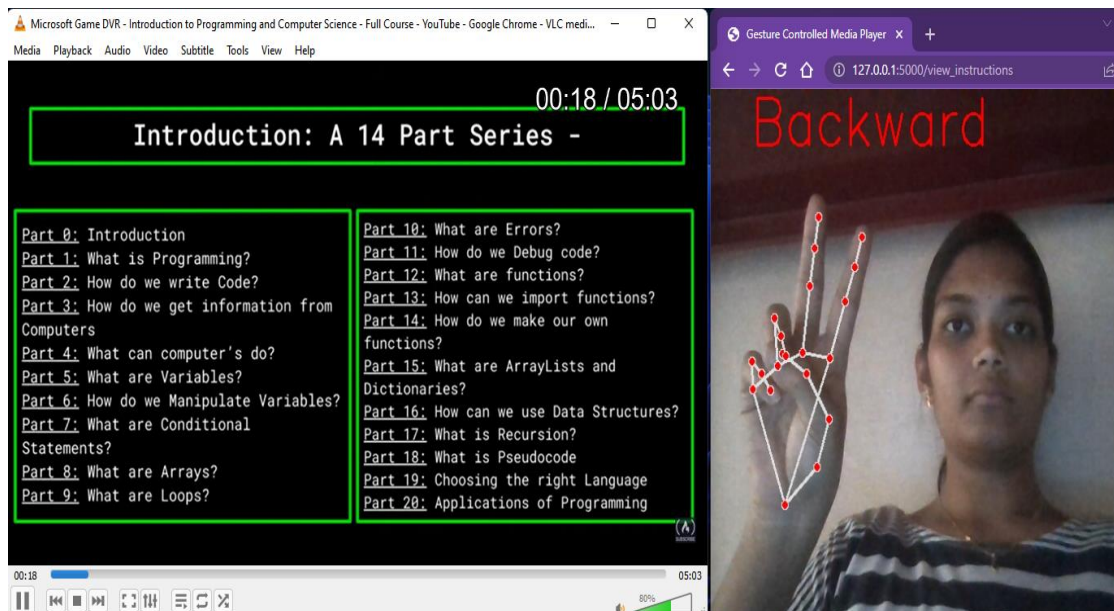 Microsoft Game DVR - Introduction to Programming and Computer Science - Full Course - YouTube - Google Chrome - VLC medi...
Media Playback Audio Video Subtitle Tools View Help
00:18 / 05:03
Introduction: A 14 Part Series -
Part 0: Introduction
Part 1: What is Programming?
Part 2: How do we write Code?
Part 3: How do we get information from
Computers
Part 4: What can computer's do?
Part 5: What are Variables?
Part 6: How do we Manipulate Variables?
Part 7: What are Conditional
Statements?
Part 8: What are Arrays?
Part 9: What are Loops?
Part 10: What are Errors?
Part 11: How do we Debug code?
Part 12: What are functions?
Part 13: How can we import functions?
Part 14: How do we make our own
functions?
Part 15: What are ArrayLists and
Dictionaries?
Part 16: How can we use Data Structures?
Part 17: What is Recursion?
Part 18: What is Pseudocode
Part 19: Choosing the right Language
Part 20: Applications of Programming
SUBSCRIBE
00:18
05:03
80%
Gesture Controlled Media Player
127.0.0.1:5000/view_instructions
Backward